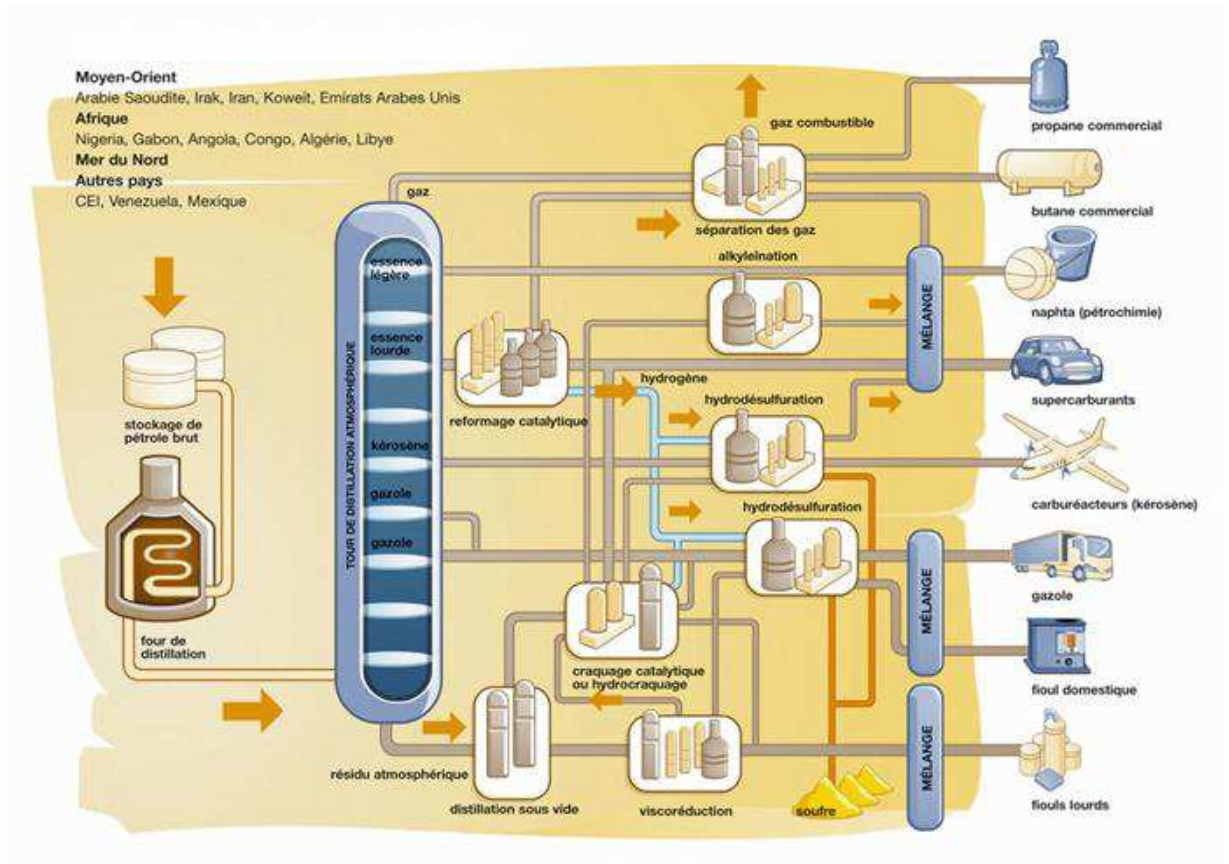 Moyen-Orient
Arabie Saoudite, Irak, Iran, Koweit, Emirats Arabes Unis
Afrique
Nigeria, Gabon, Angola, Congo, Algérie, Libye
Mer du Nord
Autres pays
CEI, Venezuela, Mexique
gaz
gaz combustible
propane commercial
butane commercial
séparation des gaz
alkyleination
essence
légère
naphta (pétrochimie)
MÉLANGE
essence
lourde
hydrogène
supercarburants
stockage de
pétrole brut
reformage catalytique
hydrodésulfuration
TOUR DE DISTILLATION ATMOSPHÉRIQUE
kérosène
gazole
gazole
carburéacteurs (kérosène)
hydrodésulfuration
gazole
MÉLANGE
four de
distillation
craquage catalytique
ou hydrocraquage
fioul domestique
résidu atmosphérique
distillation sous vide
viscoréduction
soufre
MÉLANGE
fiouls lourds